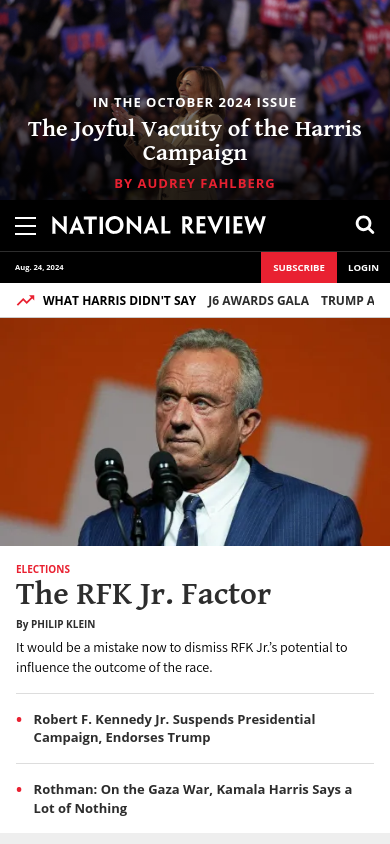 IN THE OCTOBER 2024 ISSUE
The Joyful Vacuity of the Harris
Campaign
BY AUDREY FAHLBERG
NATIONAL REVIEW
Aug. 24, 2024
SUBSCRIBE
LOGIN
WHAT HARRIS DIDN'T SAY J6 AWARDS GALA TRUMP A
ELECTIONS
The RFK Jr. Factor
By PHILIP KLEIN
It would be a mistake now to dismiss RFK Jr.’s potential to
influence the outcome of the race.
Robert F. Kennedy Jr. Suspends Presidential
Campaign, Endorses Trump
Rothman: On the Gaza War, Kamala Harris Says a
Lot of Nothing